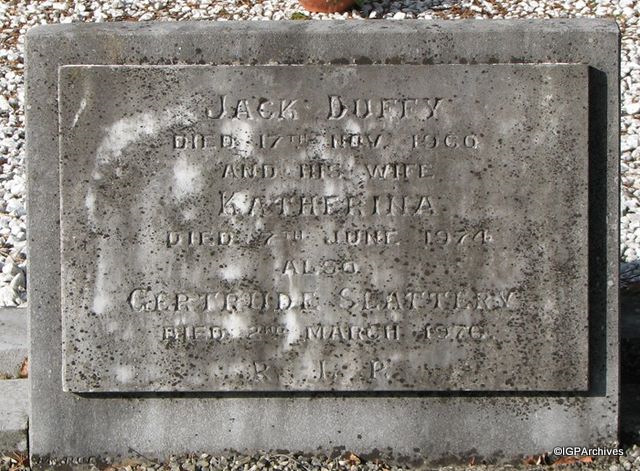 JACK DUFFY
DIED 17TH NOV. 1966
AND HIS WIFE
KATHERINA
DIED 7TH JUNE 1974
ALSO
GERTRUDE SLATTERY
DIED 2ND MARCH 1976.
R. I. P.
©IGPArchives